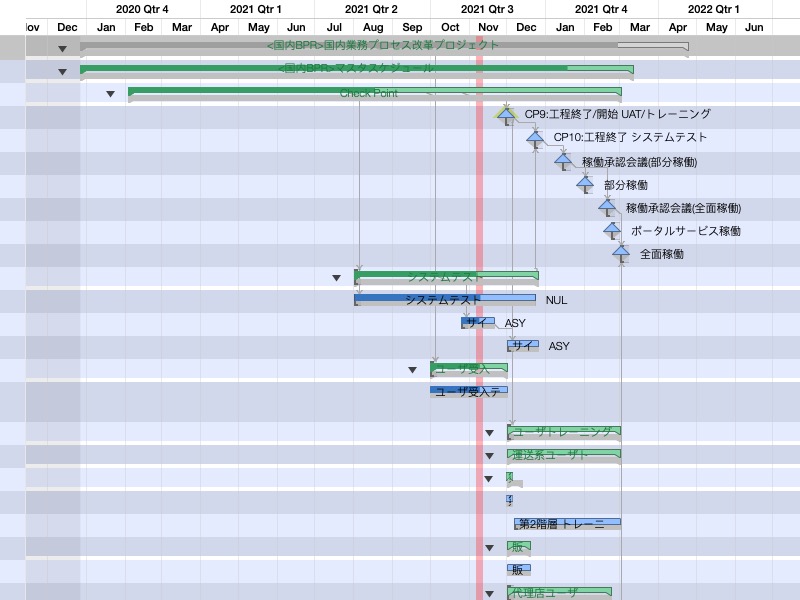 2020 Qtr 4 2021 Qtr 1 2021 Qtr 2 2021 Qtr 3 2021 Qtr 4 2022 Qtr 1
ov Dec Jan Feb Mar Apr May Jun Jul Aug Sep Oct Nov Dec Jan Feb Mar Apr May Jun
<国内BPR>国内業務プロセス改革プロジェクト
<国内BPR>マスタスケジュール
Check Point
CP9:工程終了/開始 UAT/トレーニング
CP10:工程終了 システムテスト
稼働承認会議(部分稼働)
部分稼働
稼働承認会議(全面稼働)
ポータルサービス稼働
全面稼働
システムテスト
システムテスト NUL
サイ ASY
サイ ASY
ユーザ受入
ユーザ受入テ
ユーザトレーニング
運送系ユーザト
第2階層 トレーニ
販
販
代理店ユーザ